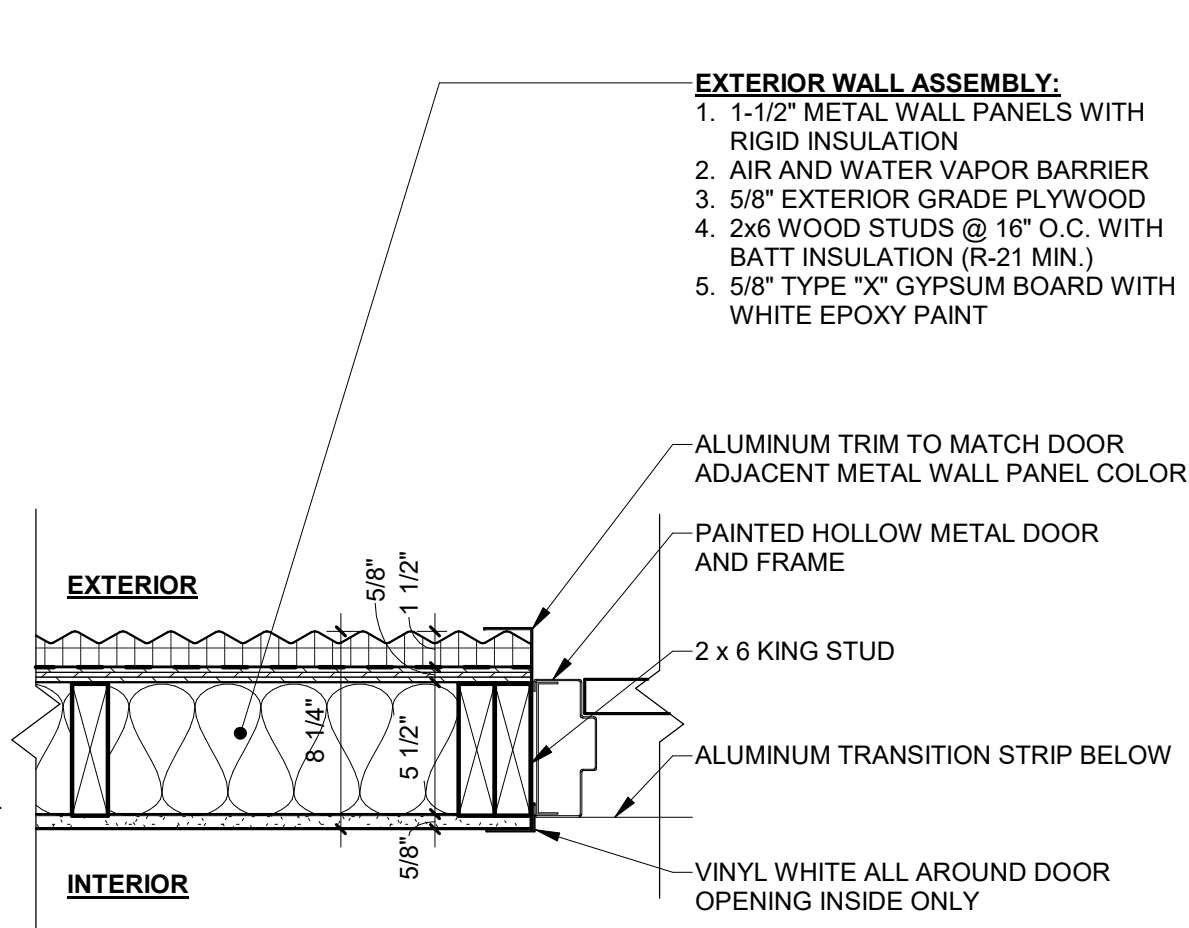 EXTERIOR WALL ASSEMBLY:
1. 1-1/2" METAL WALL PANELS WITH
RIGID INSULATION
2. AIR AND WATER VAPOR BARRIER
3. 5/8" EXTERIOR GRADE PLYWOOD
4. 2x6 WOOD STUDS @ 16" O.C. WITH
BATT INSULATION (R-21 MIN.)
5. 5/8" TYPE "X" GYPSUM BOARD WITH
WHITE EPOXY PAINT
ALUMINUM TRIM TO MATCH DOOR
ADJACENT METAL WALL PANEL COLOR
PAINTED HOLLOW METAL DOOR
AND FRAME
EXTERIOR
5/8"
1 1/2"
2 x 6 KING STUD
8 1/4"
5 1/2"
ALUMINUM TRANSITION STRIP BELOW
5/8"
INTERIOR
VINYL WHITE ALL AROUND DOOR
OPENING INSIDE ONLY